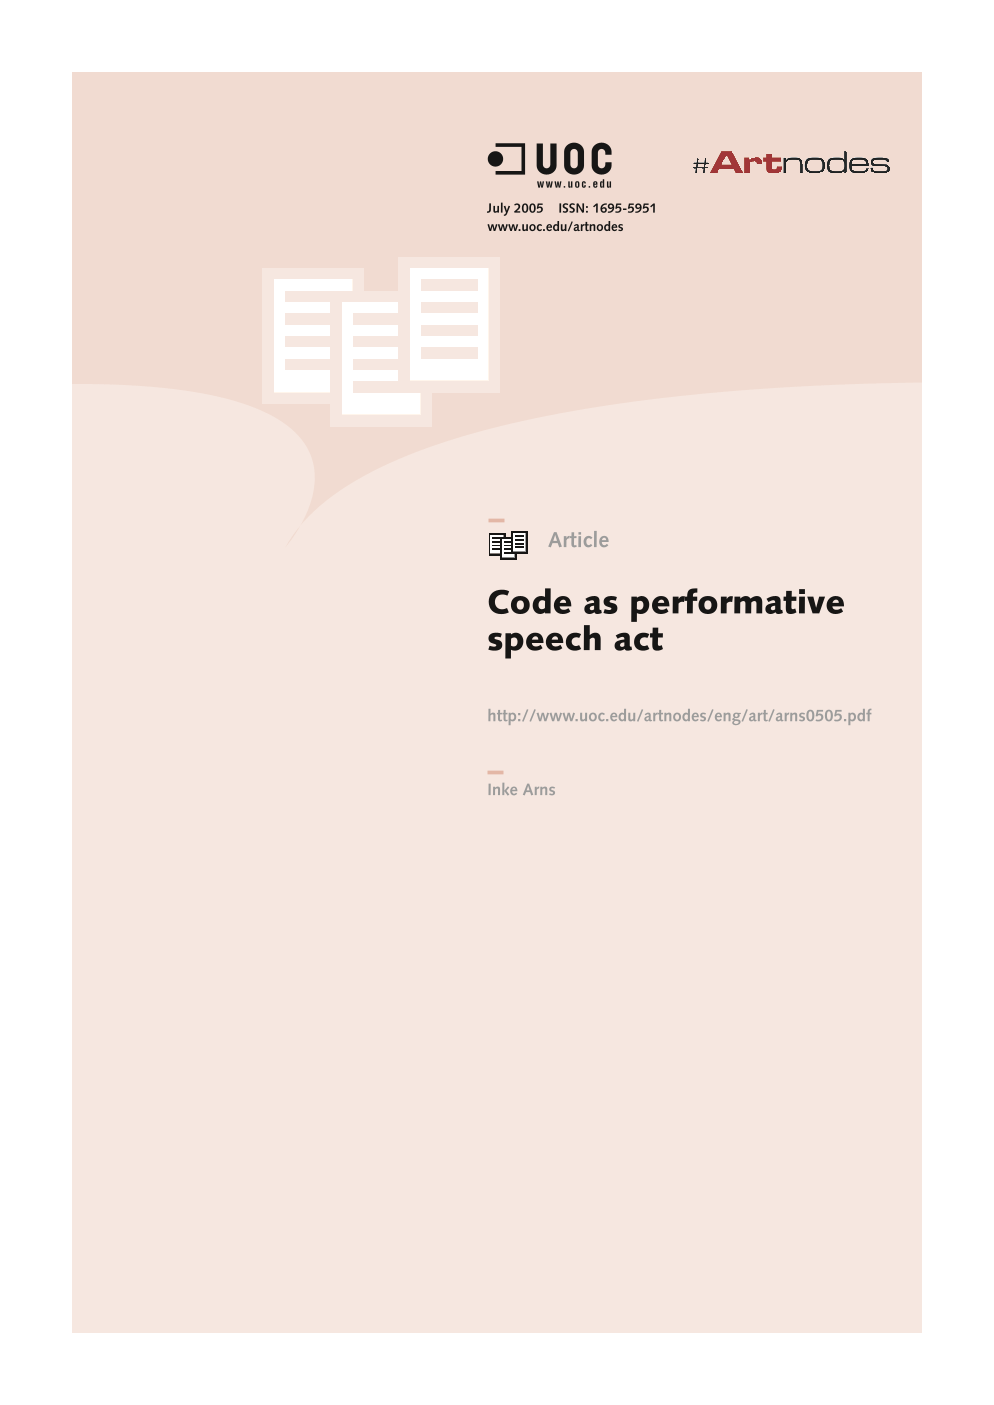 UOC
www.uoc.edu
#Artnodes
July 2005 ISSN: 1695-5951
www.uoc.edu/artnodes
Article
Code as performative
speech act
http://www.uoc.edu/artnodes/eng/art/arns0505.pdf
Inke Arns